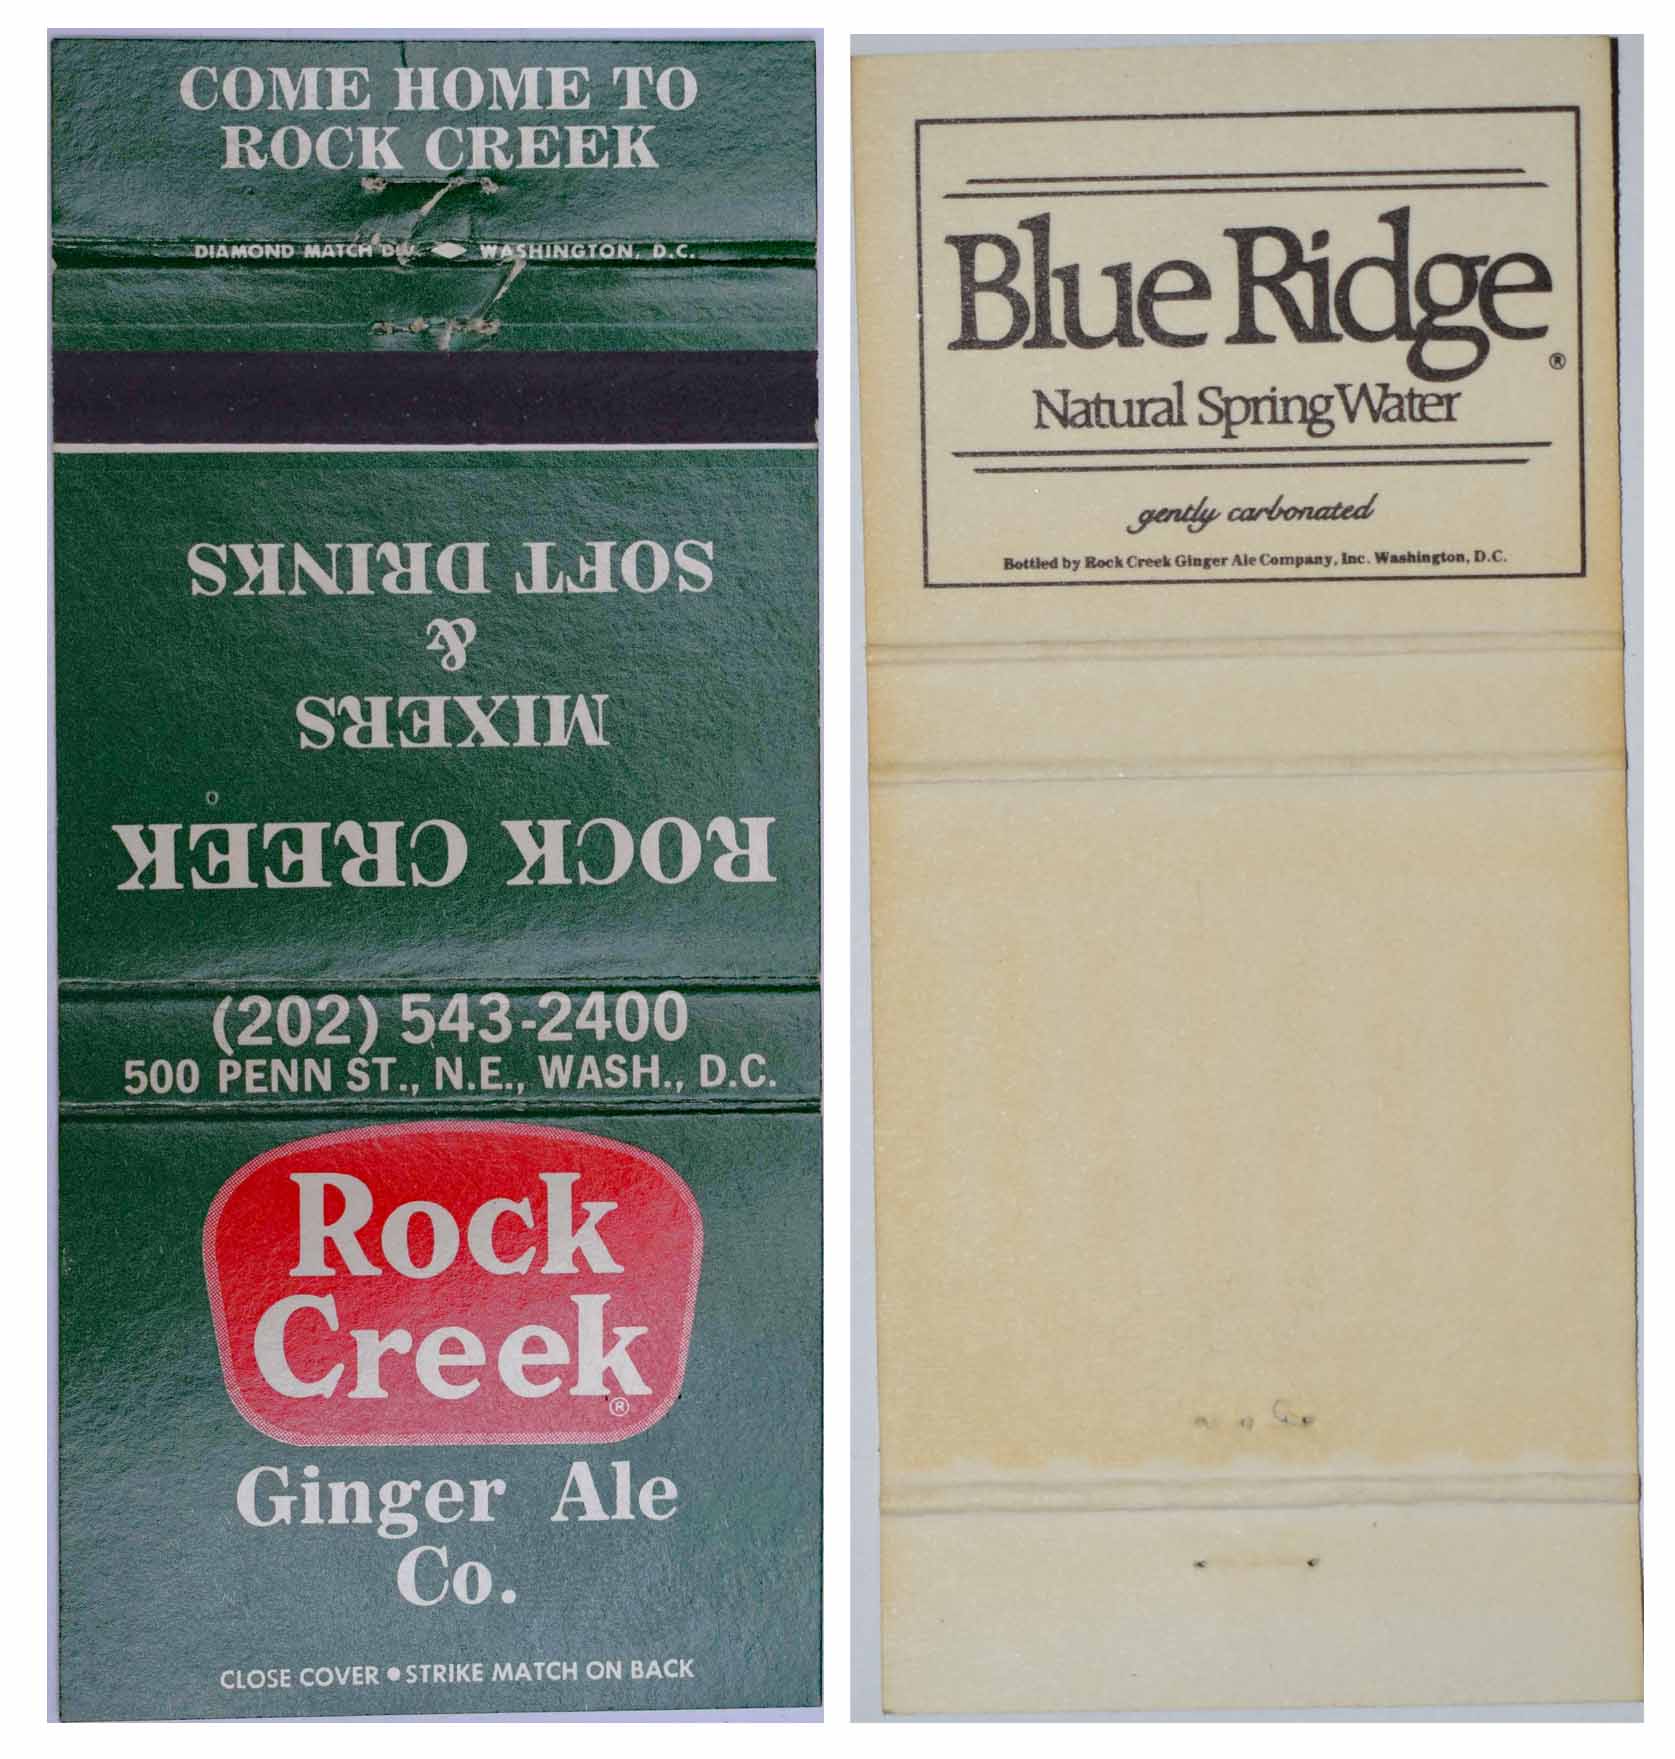 COME HOME TO
ROCK CREEK
DIAMOND MATCH DIV. WASHINGTON, D.C.
ROCK CREEK
MIXERS
&
SOFT DRINKS
(202) 543-2400
500 PENN ST., N.E., WASH., D.C.
Rock
Creek®
Ginger Ale
Co.
CLOSE COVER ● STRIKE MATCH ON BACK
Blue Ridge®
Natural Spring Water
gently carbonated
Bottled by Rock Creek Ginger Ale Company, Inc. Washington, D.C.